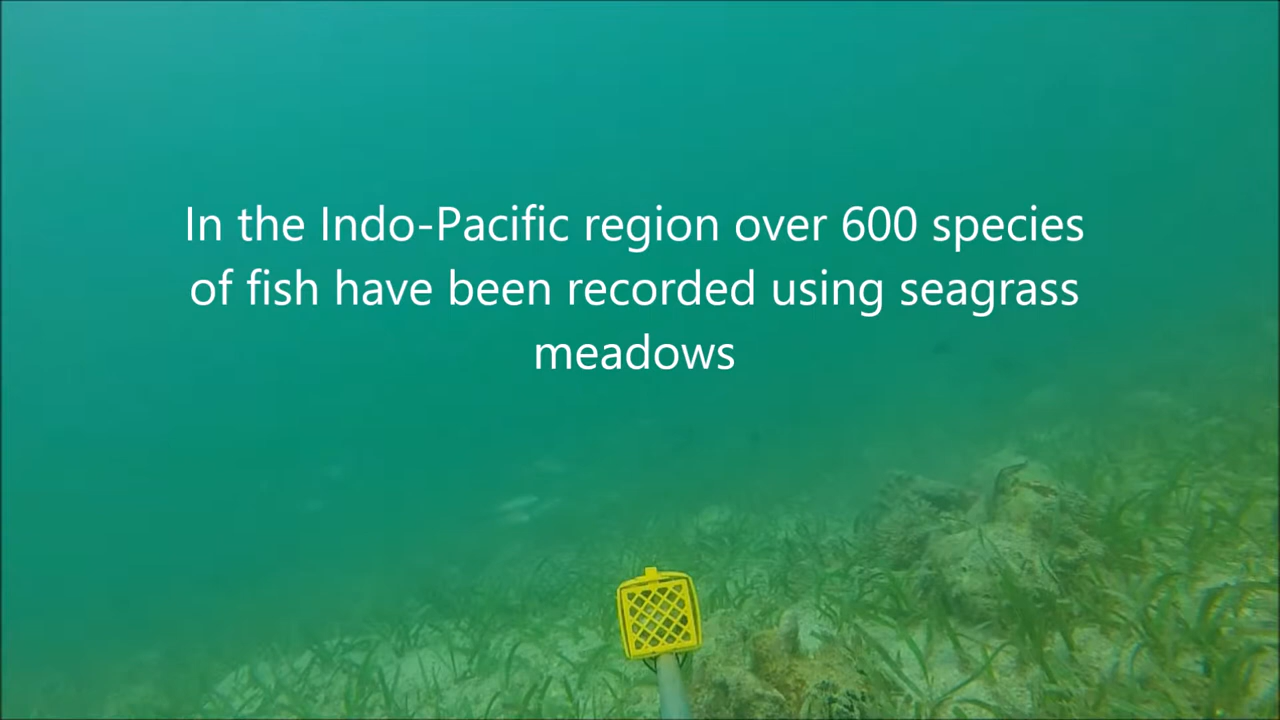 In the Indo-Pacific region over 600 species
of fish have been recorded using seagrass
meadows